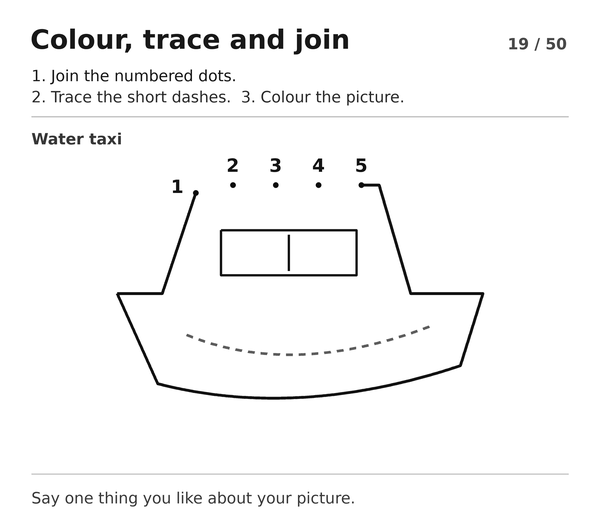 Colour, trace and join
19 / 50
1. Join the numbered dots.
2. Trace the short dashes.  3. Colour the picture.
Water taxi
1 2 3 4 5
Say one thing you like about your picture.